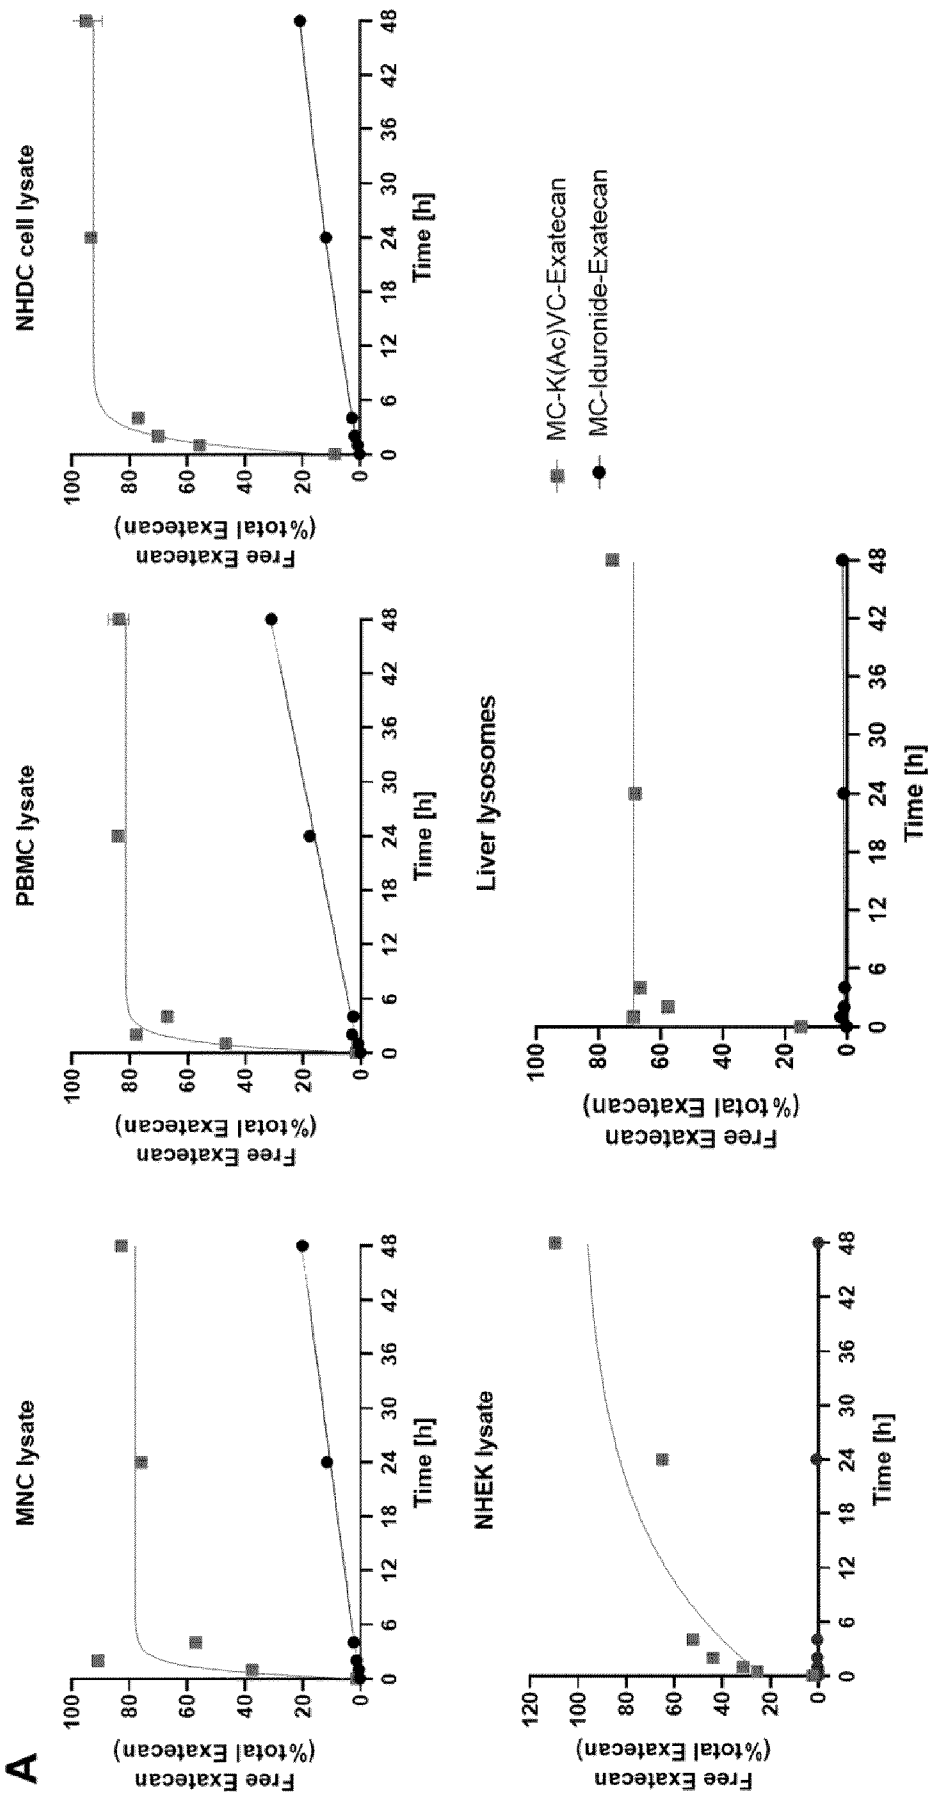 A
MNC lysate
Free Exatecan
(%total Exatecan)
100
80
60
40
20
0
0 6 12 18 24 30 36 42 48
Time [h]
PBMC lysate
Free Exatecan
(%total Exatecan)
100
80
60
40
20
0
0 6 12 18 24 30 36 42 48
Time [h]
NHDC cell lysate
Free Exatecan
(%total Exatecan)
100
80
60
40
20
0
0 6 12 18 24 30 36 42 48
Time [h]
NHEK lysate
Free Exatecan
(%total Exatecan)
120
100
80
60
40
20
0
0 6 12 18 24 30 36 42 48
Time [h]
Liver lysosomes
Free Exatecan
(%total Exatecan)
100
80
60
40
20
0
0 6 12 18 24 30 36 42 48
Time [h]
MC-K(Ac)VC-Exatecan
MC-Iduronide-Exatecan